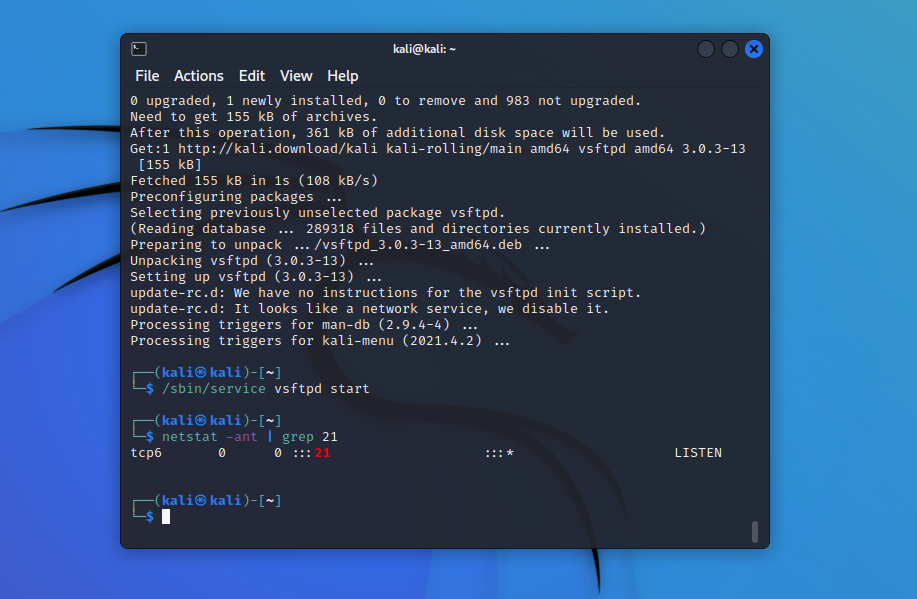 kali@kali: ~
File Actions Edit View Help
0 upgraded, 1 newly installed, 0 to remove and 983 not upgraded.
Need to get 155 kB of archives.
After this operation, 361 kB of additional disk space will be used.
Get:1 http://kali.download/kali kali-rolling/main amd64 vsftpd amd64 3.0.3-13
[155 kB]
Fetched 155 kB in 1s (108 kB/s)
Preconfiguring packages ...
Selecting previously unselected package vsftpd.
(Reading database ... 289318 files and directories currently installed.)
Preparing to unpack .../vsftpd_3.0.3-13_amd64.deb ...
Unpacking vsftpd (3.0.3-13) ...
Setting up vsftpd (3.0.3-13) ...
update-rc.d: We have no instructions for the vsftpd init script.
update-rc.d: It looks like a network service, we disable it.
Processing triggers for man-db (2.9.4-4) ...
Processing triggers for kali-menu (2021.4.2) ...
┌──(kali㉿kali)-[~]
└─$ /sbin/service vsftpd start
┌──(kali㉿kali)-[~]
└─$ netstat -ant | grep 21
tcp6       0      0 :::21                   :::*                    LISTEN
┌──(kali㉿kali)-[~]
└─$